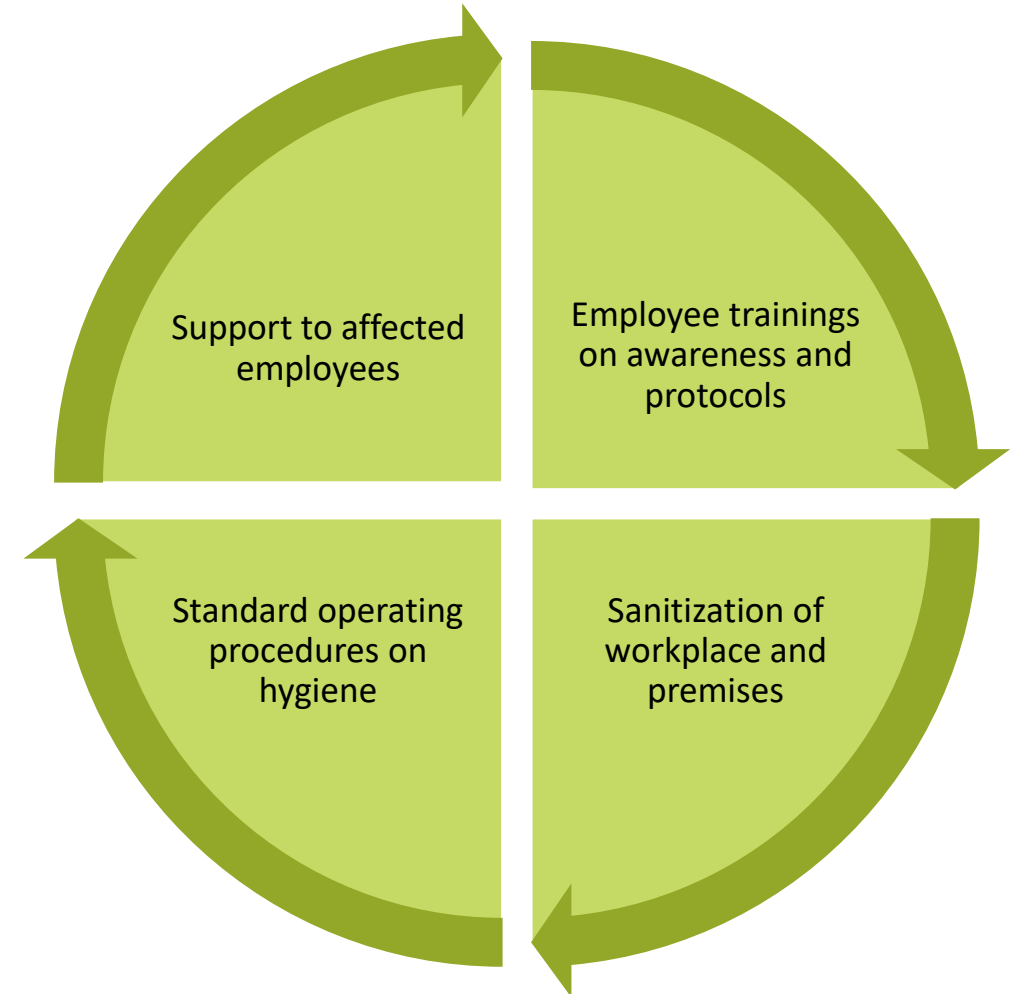 Support to affected
employees
Employee trainings
on awareness and
protocols
Standard operating
procedures on
hygiene
Sanitization of
workplace and
premises